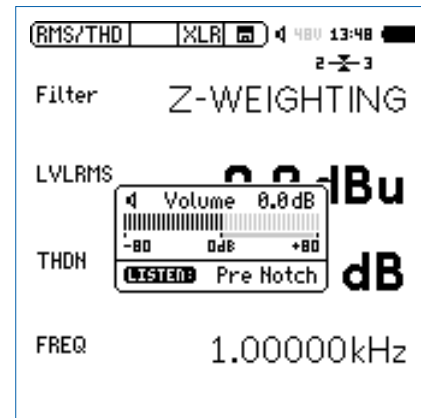 RMS/THD XLR 48V 13:48
2 3
Filter Z-WEIGHTING
LVLRMS dBu
Volume 0.0dB
-80 0dB +80
THDN dB
LISTEN: Pre Notch
FREQ 1.00000kHz